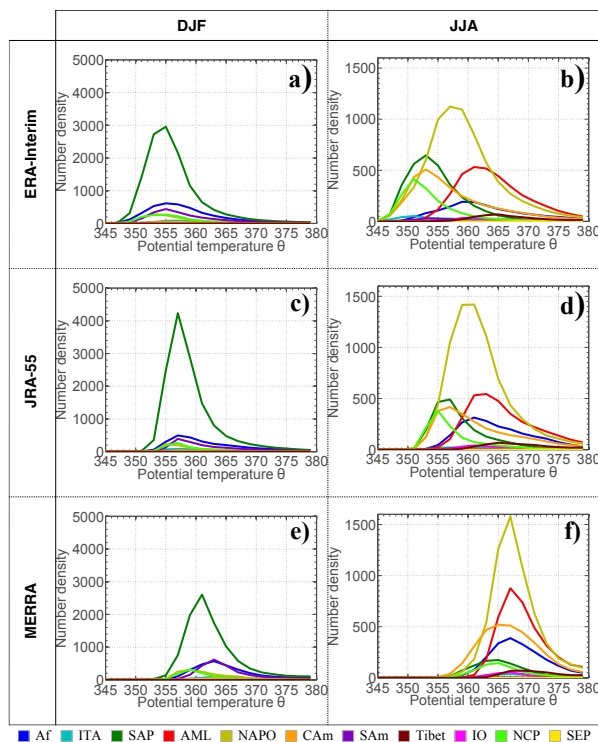 DJF JJA
ERA-Interim
a)
Number density
5000
4000
3000
2000
1000
0
345 350 355 360 365 370 375 380
Potential temperature θ
b)
Number density
1500
1000
500
0
345 350 355 360 365 370 375 380
Potential temperature θ
JRA-55
c)
Number density
5000
4000
3000
2000
1000
0
345 350 355 360 365 370 375 380
Potential temperature θ
d)
Number density
1500
1000
500
0
345 350 355 360 365 370 375 380
Potential temperature θ
MERRA
e)
Number density
5000
4000
3000
2000
1000
0
345 350 355 360 365 370 375 380
Potential temperature θ
f)
Number density
1500
1000
500
0
345 350 355 360 365 370 375 380
Potential temperature θ
Af ITA SAP AML NAPO CAm SAm Tibet IO NCP SEP